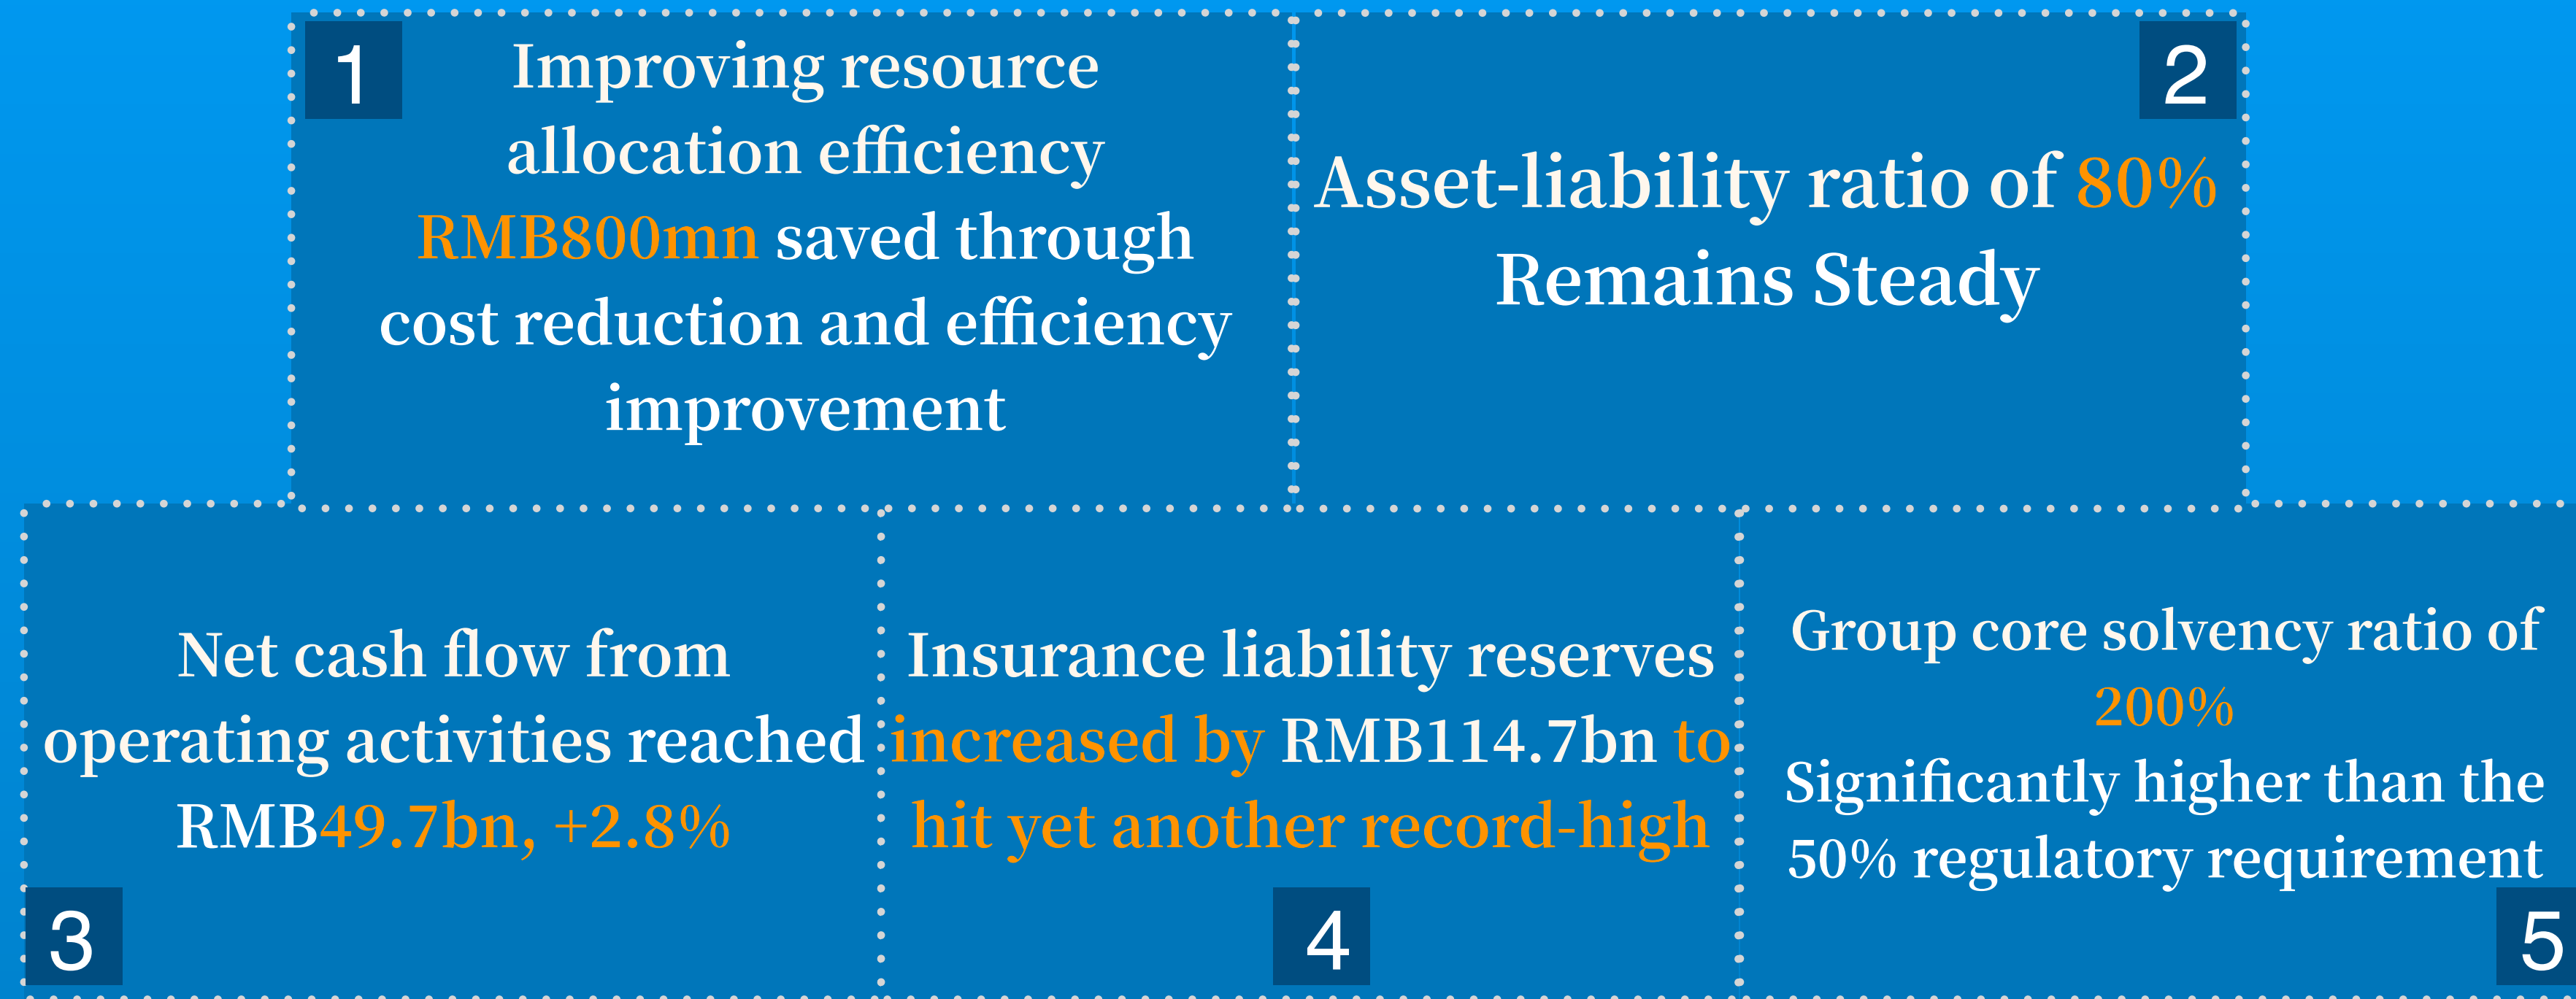 1
Improving resource
allocation efficiency
RMB800mn saved through
cost reduction and efficiency
improvement
2
Asset-liability ratio of 80%
Remains Steady
Net cash flow from
operating activities reached
RMB49.7bn, +2.8%
3
Insurance liability reserves
increased by RMB114.7bn to
hit yet another record-high
4
Group core solvency ratio of
200%
Significantly higher than the
50% regulatory requirement
5